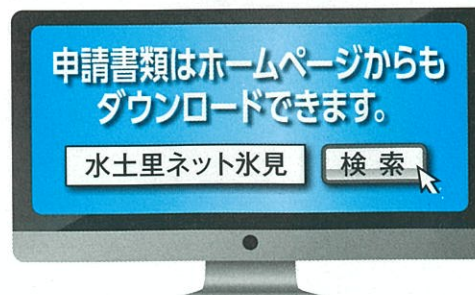 申請書類はホームページからも
ダウンロードできます。
水土里ネット氷見 検索